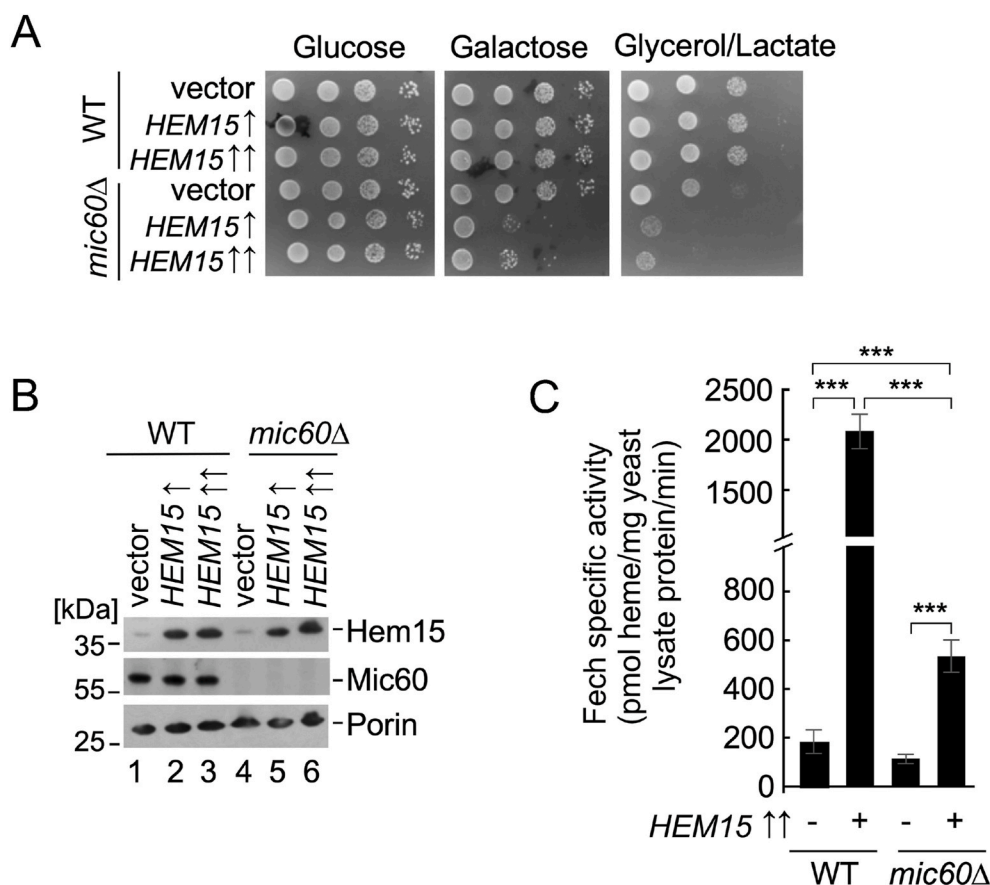 A
Glucose Galactose Glycerol/Lactate
WT
vector
HEM15↑
HEM15↑↑
mic60Δ
vector
HEM15↑
HEM15↑↑
B
WT mic60Δ
vector
HEM15↑
HEM15↑↑
vector
HEM15↑
HEM15↑↑
[kDa]
35 Hem15
55 Mic60
25 Porin
1 2 3 4 5 6
C
Fech specific activity
(pmol heme/mg yeast
lysate protein/min)
***
*** ***
***
2500
2000
1500
800
600
400
200
0
HEM15 ↑↑ - + - +
WT mic60Δ